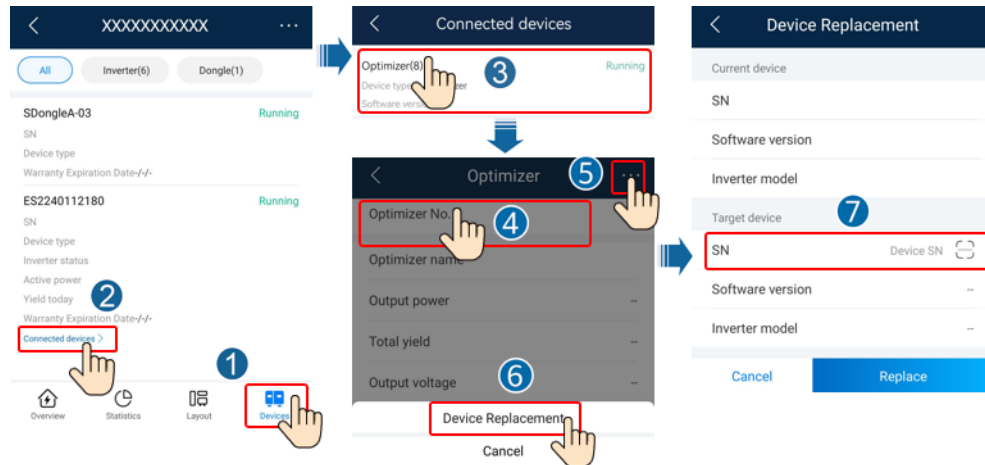 XXXXXXXXXXX
All
Inverter(6)
Dongle(1)
SDongleA-03
Running
SN
Device type
Warranty Expiration Date-/-/-
ES2240112180
Running
SN
Device type
Inverter status
Active power
Yield today
2
Warranty Expiration Date-/-/-
Connected devices >
1
Overview
Statistics
Layout
Devices
Connected devices
Optimizer(8)
3
Running
Device type
zer
Software vers
Optimizer
5
Optimizer No.
4
Optimizer name
Output power
--
Total yield
--
Output voltage
--
6
Device Replacement
Cancel
Device Replacement
Current device
SN
Software version
Inverter model
Target device
7
SN
Device SN
Software version
--
Inverter model
--
Cancel
Replace